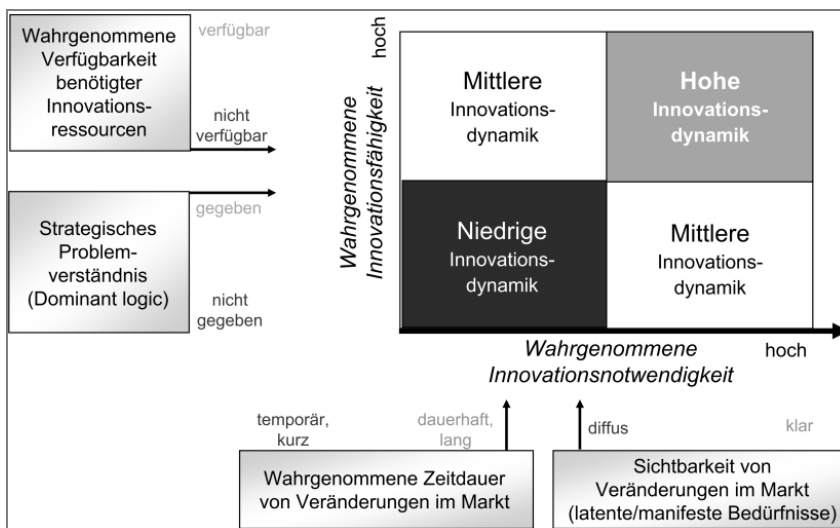 Wahrgenommene
Verfügbarkeit
benötigter
Innovations-
ressourcen
verfügbar
nicht
verfügbar
Strategisches
Problem-
verständnis
(Dominant logic)
gegeben
nicht
gegeben
Wahrgenommene
Innovationsfähigkeit
hoch
Mittlere
Innovations-
dynamik
Hohe
Innovations-
dynamik
Niedrige
Innovations-
dynamik
Mittlere
Innovations-
dynamik
Wahrgenommene
Innovationsnotwendigkeit
hoch
temporär,
kurz
dauerhaft,
lang
Wahrgenommene Zeitdauer
von Veränderungen im Markt
diffus
klar
Sichtbarkeit von
Veränderungen im Markt
(latente/manifeste Bedürfnisse)